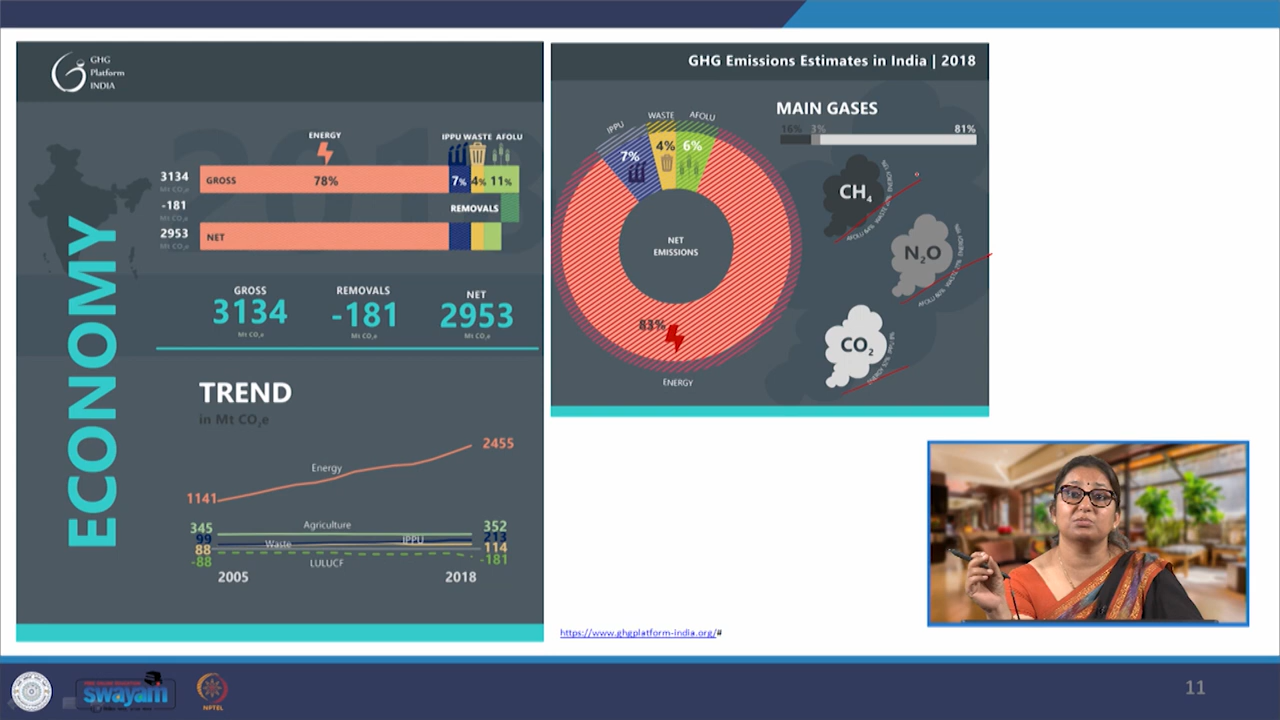 GHG
Platform
INDIA
ECONOMY
ENERGY
IPPU WASTE AFOLU
3134
Mt CO₂e
GROSS
78%
7%
4%
11%
-181
Mt CO₂e
REMOVALS
2953
Mt CO₂e
NET
GROSS
3134
Mt CO₂e
REMOVALS
-181
Mt CO₂e
NET
2953
Mt CO₂e
TREND
in Mt CO₂e
2455
Energy
1141
345
Agriculture
352
99
213
88
Waste
IPPU
114
-88
LULUCF
-181
2005
2018
GHG Emissions Estimates in India | 2018
IPPU
WASTE
AFOLU
7%
4%
6%
NET
EMISSIONS
83%
ENERGY
MAIN GASES
16%
3%
81%
CH₄
N₂O
CO₂
https://www.ghgplatform-india.org/#
swayam
NPTEL
11